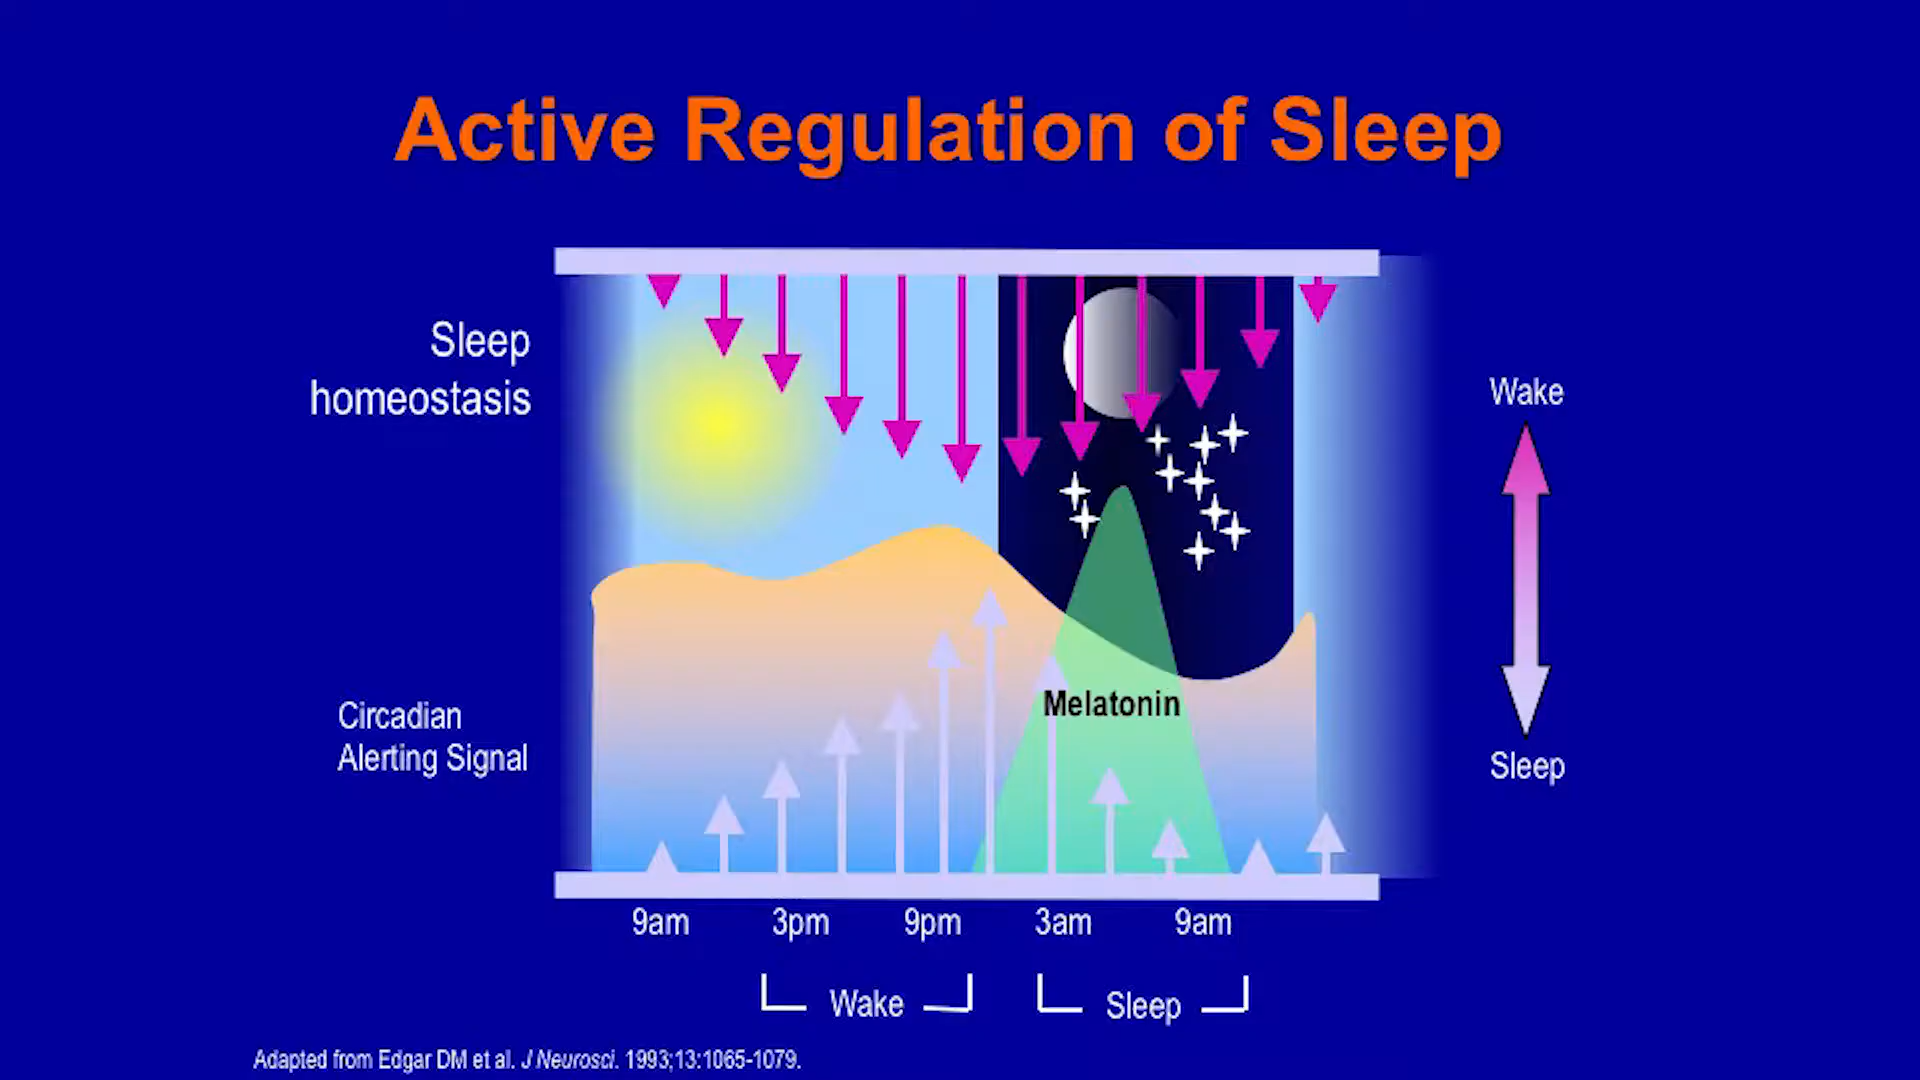 Active Regulation of Sleep
Sleep
homeostasis
Wake
Circadian
Alerting Signal
Melatonin
Sleep
9am 3pm 9pm 3am 9am
Wake Sleep
Adapted from Edgar DM et al. J Neurosci. 1993;13:1065-1079.